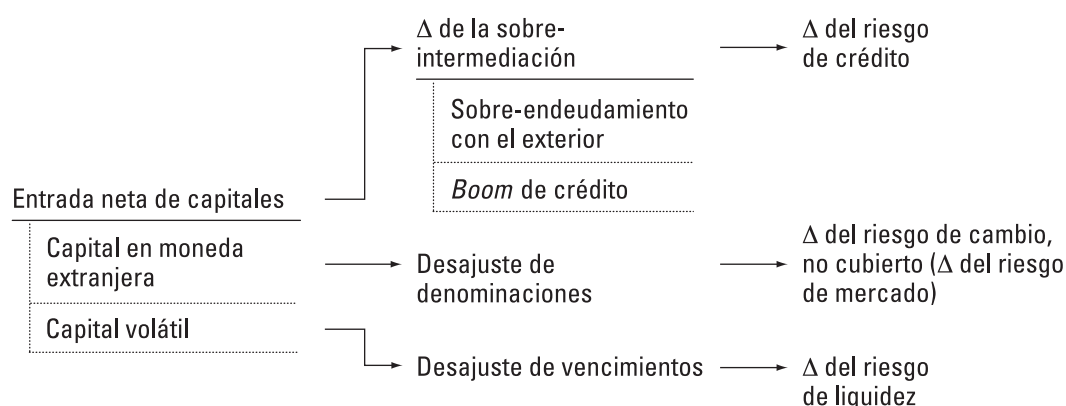 Δ de la sobre-
intermediación
Δ del riesgo
de crédito
Sobre-endeudamiento
con el exterior
Boom de crédito
Entrada neta de capitales
Capital en moneda
extranjera
Desajuste de
denominaciones
Δ del riesgo de cambio,
no cubierto (Δ del riesgo
de mercado)
Capital volátil
Desajuste de vencimientos
Δ del riesgo
de liquidez